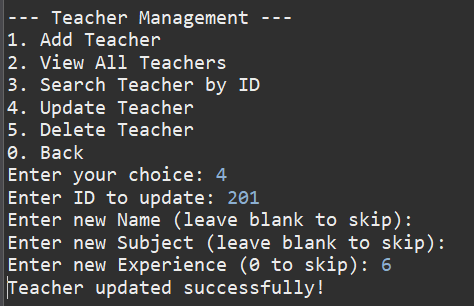 --- Teacher Management ---
1. Add Teacher
2. View All Teachers
3. Search Teacher by ID
4. Update Teacher
5. Delete Teacher
0. Back
Enter your choice: 4
Enter ID to update: 201
Enter new Name (leave blank to skip):
Enter new Subject (leave blank to skip):
Enter new Experience (0 to skip): 6
Teacher updated successfully!